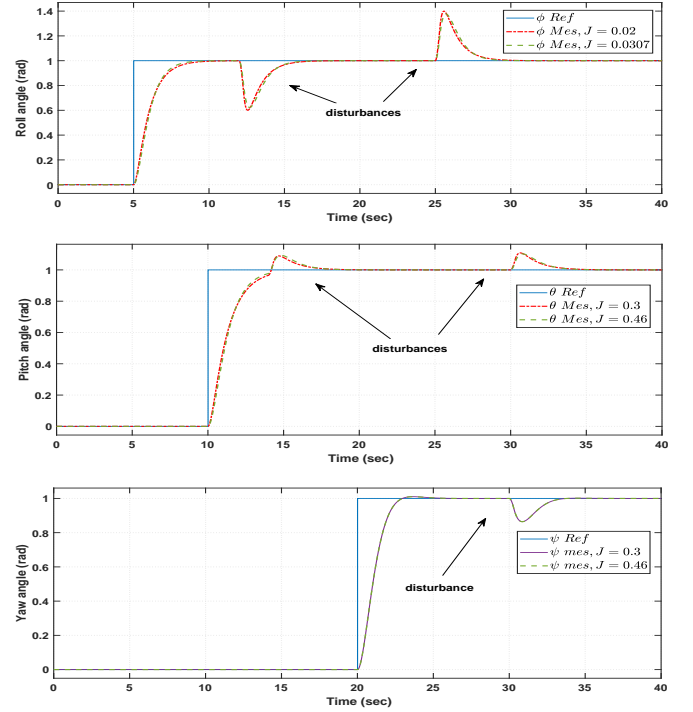 1.4
1.2
1
0.8
0.6
0.4
0.2
0
Roll angle (rad)
ϕ Ref
ϕ Mes, J = 0.02
ϕ Mes, J = 0.0307
disturbances
0 5 10 15 20 25 30 35 40
Time (sec)
1
0.8
0.6
0.4
0.2
0
Pitch angle (rad)
θ Ref
θ Mes, J = 0.3
θ Mes, J = 0.46
disturbances
0 5 10 15 20 25 30 35 40
Time (sec)
1
0.8
0.6
0.4
0.2
0
Yaw angle (rad)
ψ Ref
ψ mes, J = 0.3
ψ mes, J = 0.46
disturbance
0 5 10 15 20 25 30 35 40
Time (sec)